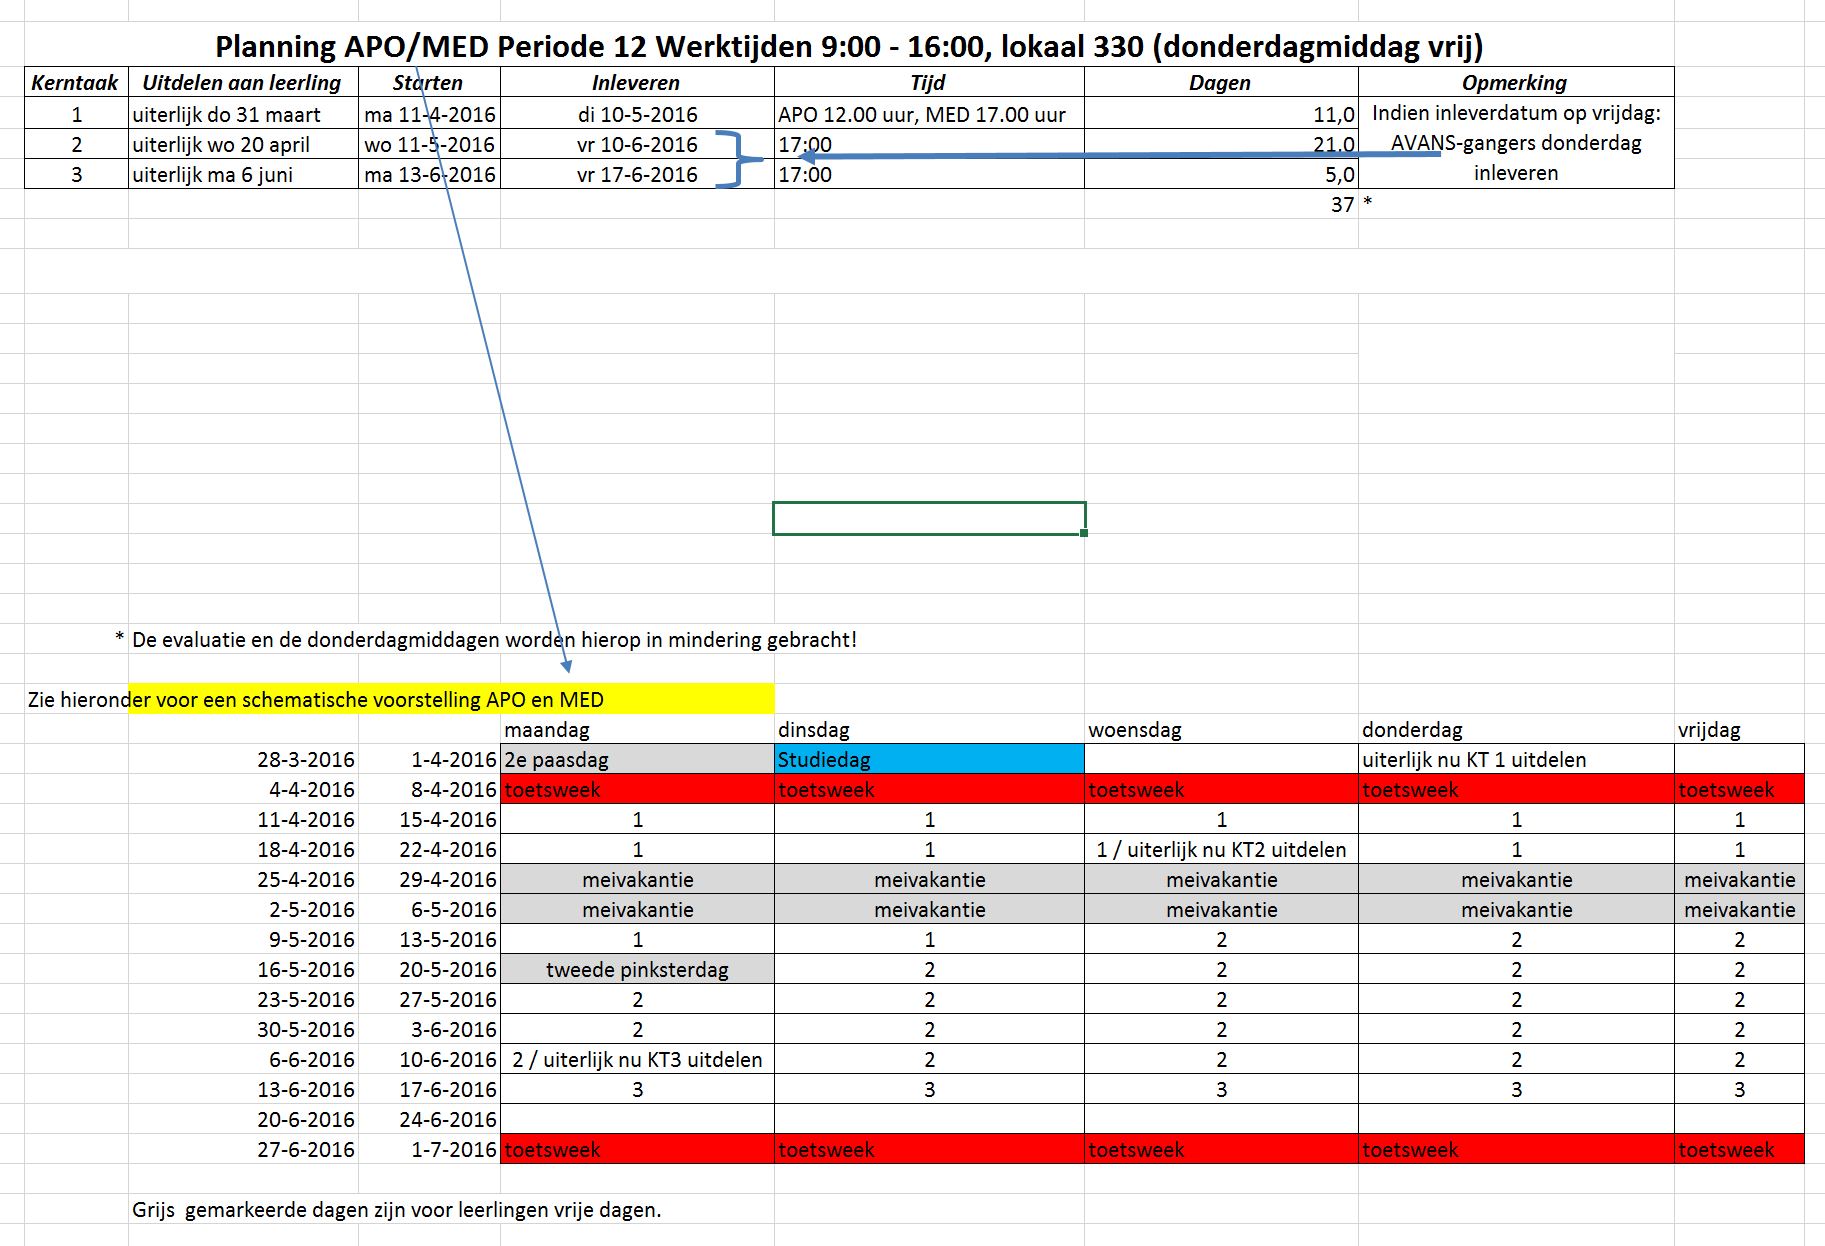 Planning APO/MED Periode 12 Werktijden 9:00 - 16:00, lokaal 330 (donderdagmiddag vrij)
Kerntaak Uitdelen aan leerling Starten Inleveren Tijd Dagen Opmerking
1 uiterlijk do 31 maart ma 11-4-2016 di 10-5-2016 APO 12.00 uur, MED 17.00 uur 11,0 Indien inleverdatum op vrijdag:
2 uiterlijk wo 20 april wo 11-5-2016 vr 10-6-2016 17:00 21,0 AVANS-gangers donderdag
3 uiterlijk ma 6 juni ma 13-6-2016 vr 17-6-2016 17:00 5,0 inleveren
37 *
* De evaluatie en de donderdagmiddagen worden hierop in mindering gebracht!
Zie hieronder voor een schematische voorstelling APO en MED
maandag dinsdag woensdag donderdag vrijdag
28-3-2016 1-4-2016 2e paasdag Studiedag uiterlijk nu KT 1 uitdelen
4-4-2016 8-4-2016 toetsweek toetsweek toetsweek toetsweek toetsweek
11-4-2016 15-4-2016 1 1 1 1 1
18-4-2016 22-4-2016 1 1 1 / uiterlijk nu KT2 uitdelen 1 1
25-4-2016 29-4-2016 meivakantie meivakantie meivakantie meivakantie meivakantie
2-5-2016 6-5-2016 meivakantie meivakantie meivakantie meivakantie meivakantie
9-5-2016 13-5-2016 1 1 2 2 2
16-5-2016 20-5-2016 tweede pinksterdag 2 2 2 2
23-5-2016 27-5-2016 2 2 2 2 2
30-5-2016 3-6-2016 2 2 2 2 2
6-6-2016 10-6-2016 2 / uiterlijk nu KT3 uitdelen 2 2 2 2
13-6-2016 17-6-2016 3 3 3 3 3
20-6-2016 24-6-2016
27-6-2016 1-7-2016 toetsweek toetsweek toetsweek toetsweek toetsweek
Grijs gemarkeerde dagen zijn voor leerlingen vrije dagen.